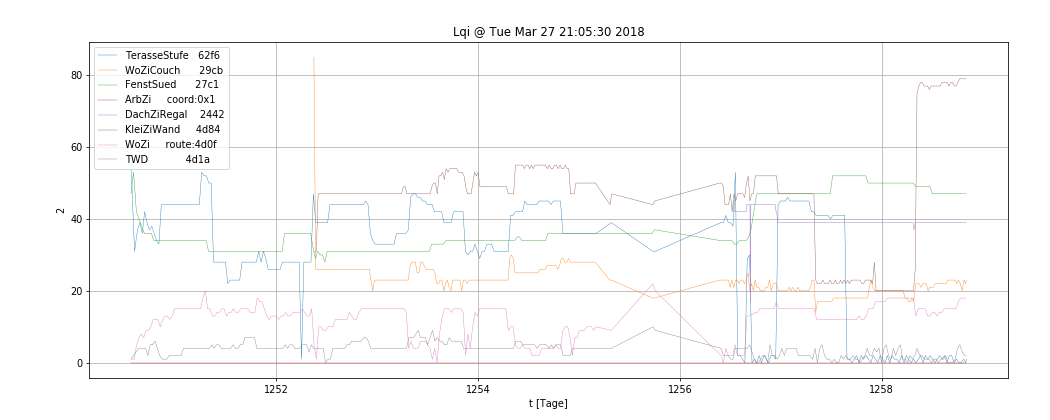 Lqi @ Tue Mar 27 21:05:30 2018
TerasseStufe 62f6
WoZiCouch 29cb
FenstSued 27c1
ArbZi coord:0x1
DachZiRegal 2442
KleiZiWand 4d84
WoZi route:4d0f
TWD 4d1a
80
60
40
20
0
2
1252 1254 1256 1258
t [Tage]